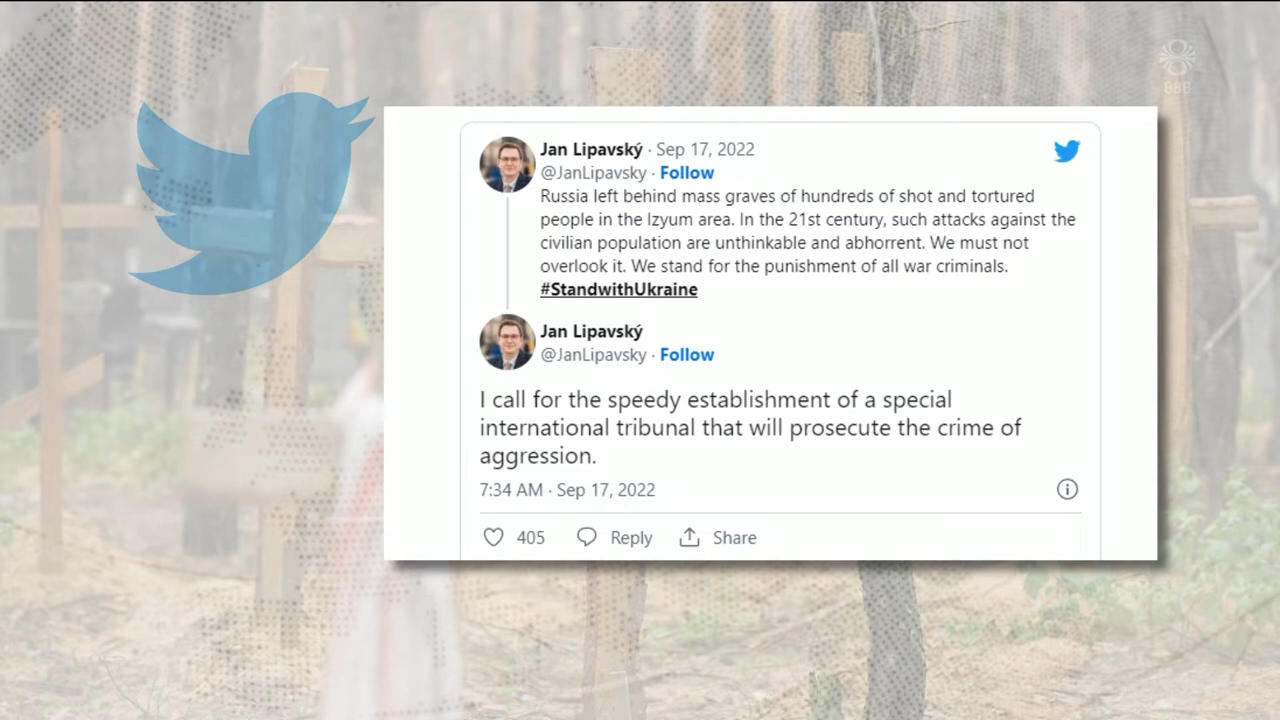 Jan Lipavský · Sep 17, 2022
@JanLipavsky · Follow
Russia left behind mass graves of hundreds of shot and tortured
people in the Izyum area. In the 21st century, such attacks against the
civilian population are unthinkable and abhorrent. We must not
overlook it. We stand for the punishment of all war criminals.
#StandwithUkraine
Jan Lipavský
@JanLipavsky · Follow
I call for the speedy establishment of a special
international tribunal that will prosecute the crime of
aggression.
7:34 AM · Sep 17, 2022
405 Reply Share